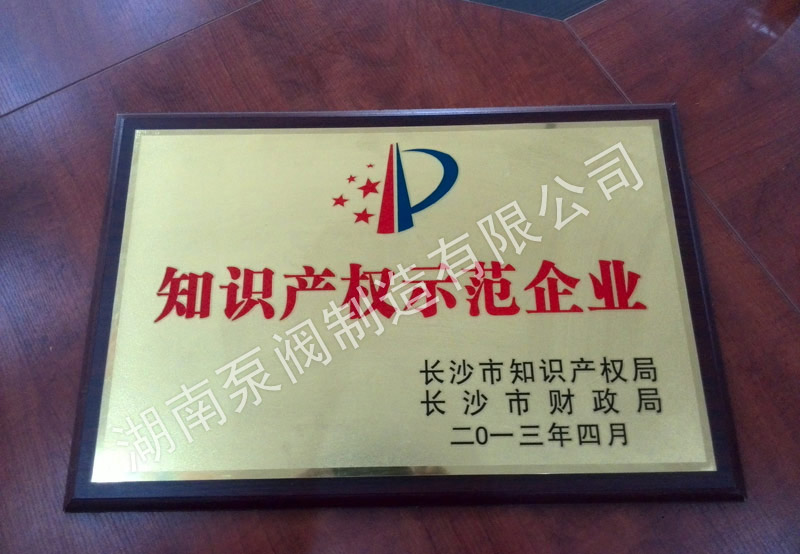 知识产权示范企业
长沙市知识产权局
长沙市财政局
二0一三年四月
湖南泵阀制造有限公司